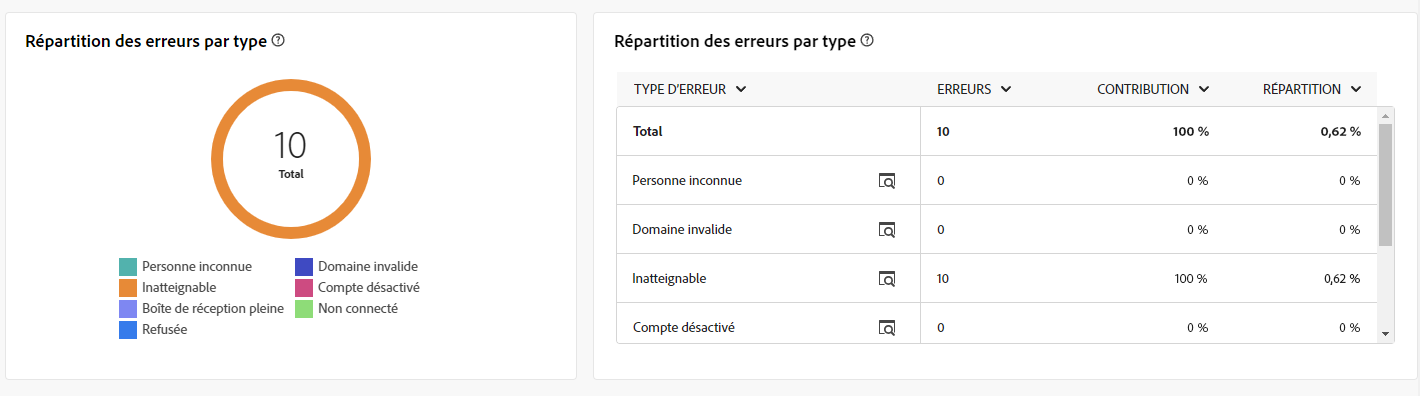 Répartition des erreurs par type
10
Total
Personne inconnue
Domaine invalide
Inatteignable
Compte désactivé
Boîte de réception pleine
Non connecté
Refusée
Répartition des erreurs par type
TYPE D'ERREUR ERREURS CONTRIBUTION RÉPARTITION
Total 10 100 % 0,62 %
Personne inconnue 0 0 % 0 %
Domaine invalide 0 0 % 0 %
Inatteignable 10 100 % 0,62 %
Compte désactivé 0 0 % 0 %